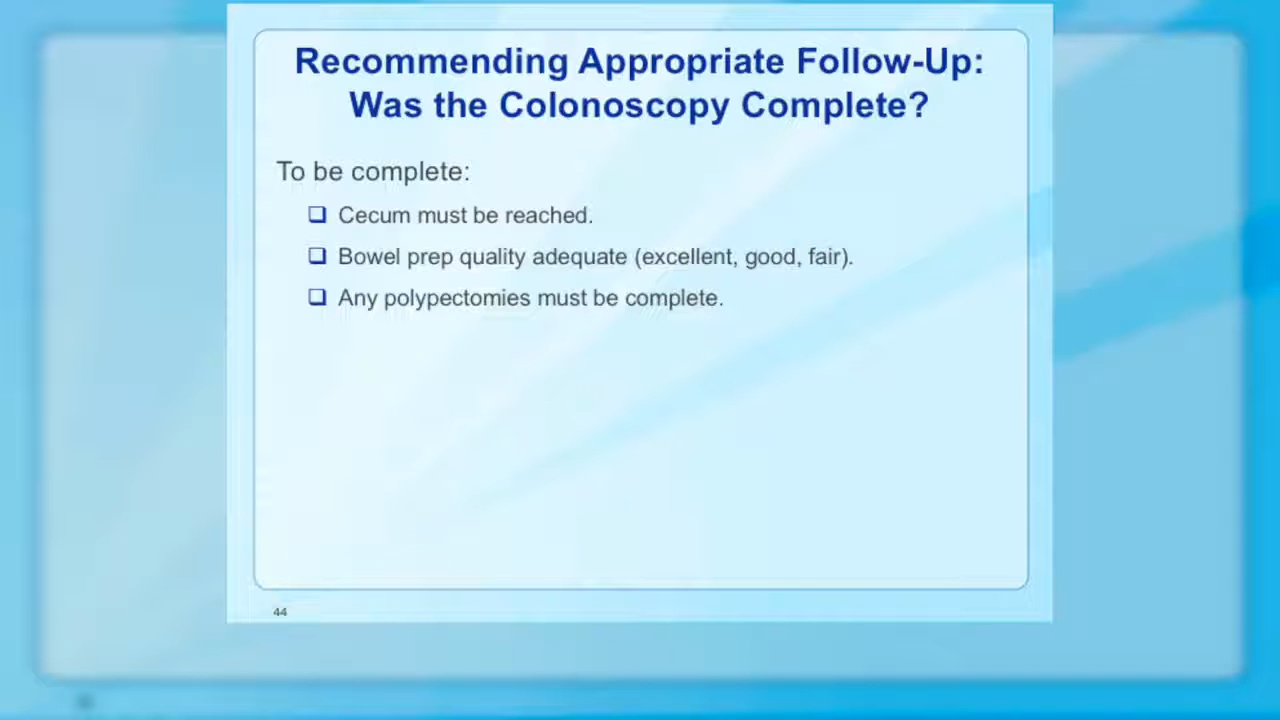 Recommending Appropriate Follow-Up:
Was the Colonoscopy Complete?
To be complete:
Cecum must be reached.
Bowel prep quality adequate (excellent, good, fair).
Any polypectomies must be complete.
44